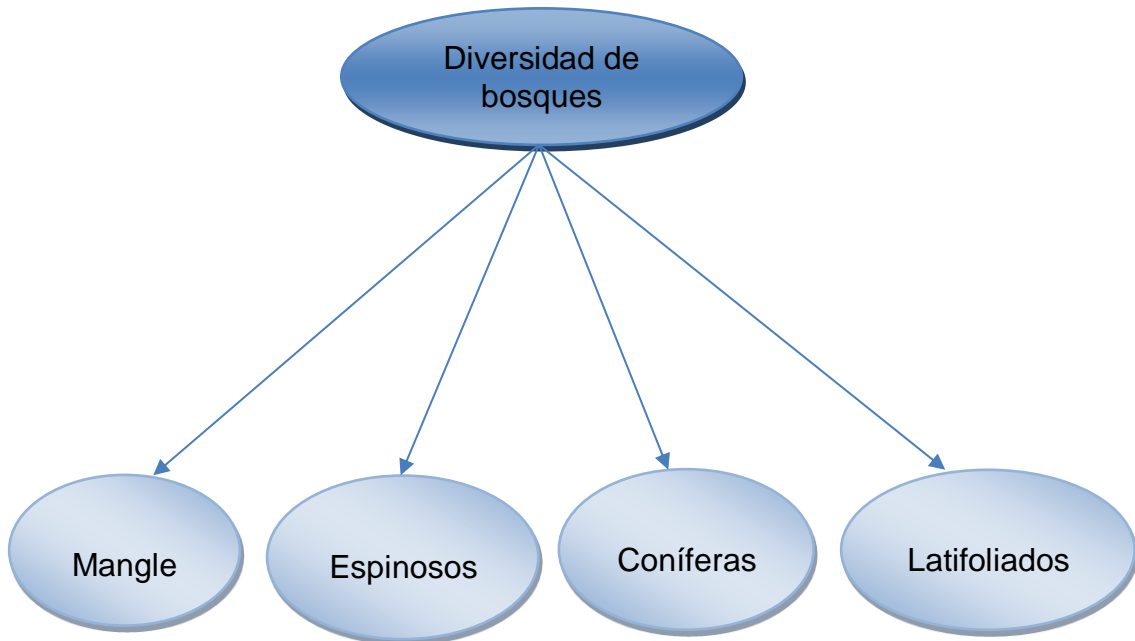 Diversidad de
bosques
Mangle
Espinosos
Coníferas
Latifoliados